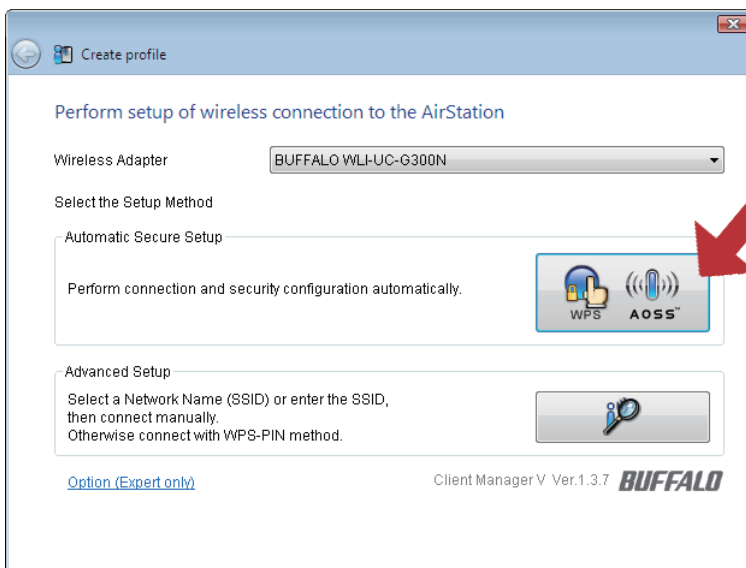 Create profile
Perform setup of wireless connection to the AirStation
Wireless Adapter
BUFFALO WLI-UC-G300N
Select the Setup Method
Automatic Secure Setup
Perform connection and security configuration automatically.
WPS
AOSS™
Advanced Setup
Select a Network Name (SSID) or enter the SSID,
then connect manually.
Otherwise connect with WPS-PIN method.
Option (Expert only)
Client Manager V Ver.1.3.7 BUFFALO